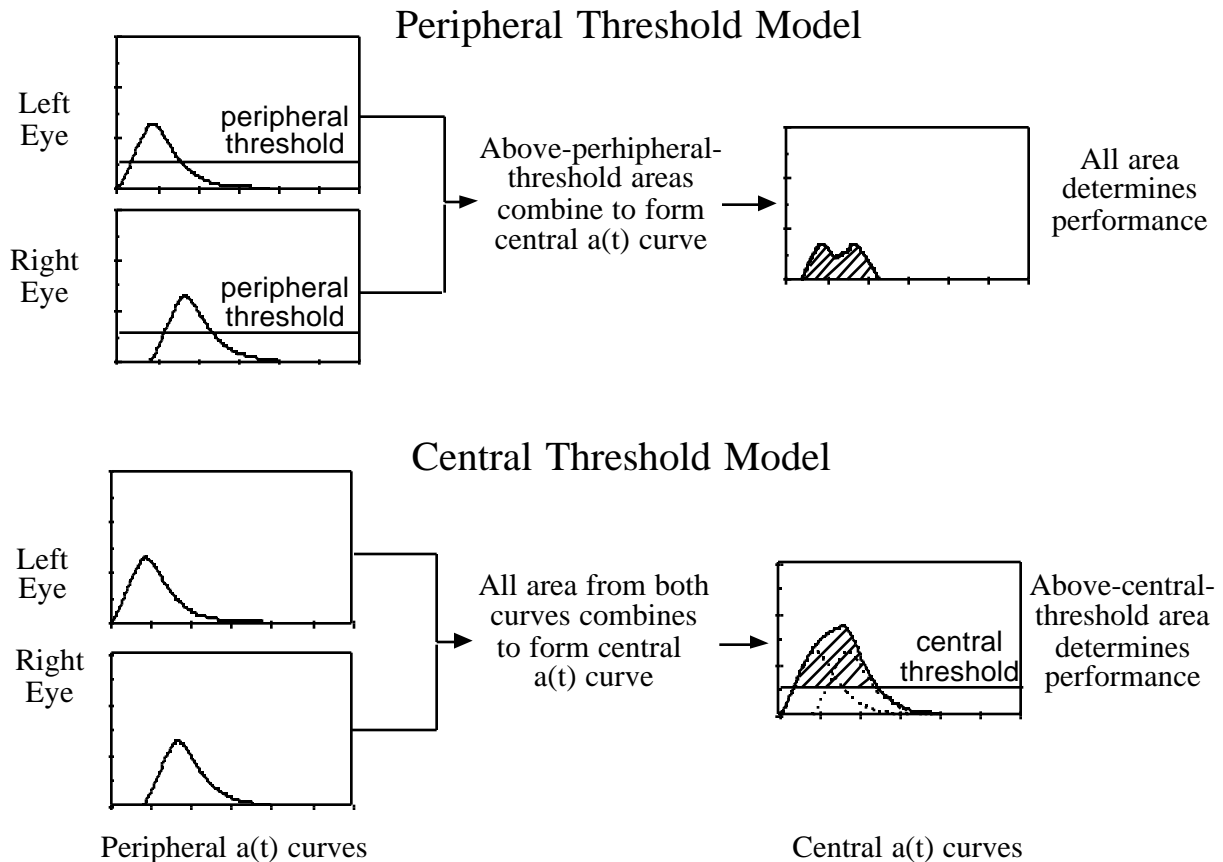 Peripheral Threshold Model
Left
Eye
peripheral
threshold
Right
Eye
peripheral
threshold
Above-perhipheral-
threshold areas
combine to form
central a(t) curve
All area
determines
performance
Central Threshold Model
Left
Eye
Right
Eye
All area from both
curves combines
to form central
a(t) curve
central
threshold
Above-central-
threshold area
determines
performance
Peripheral a(t) curves
Central a(t) curves